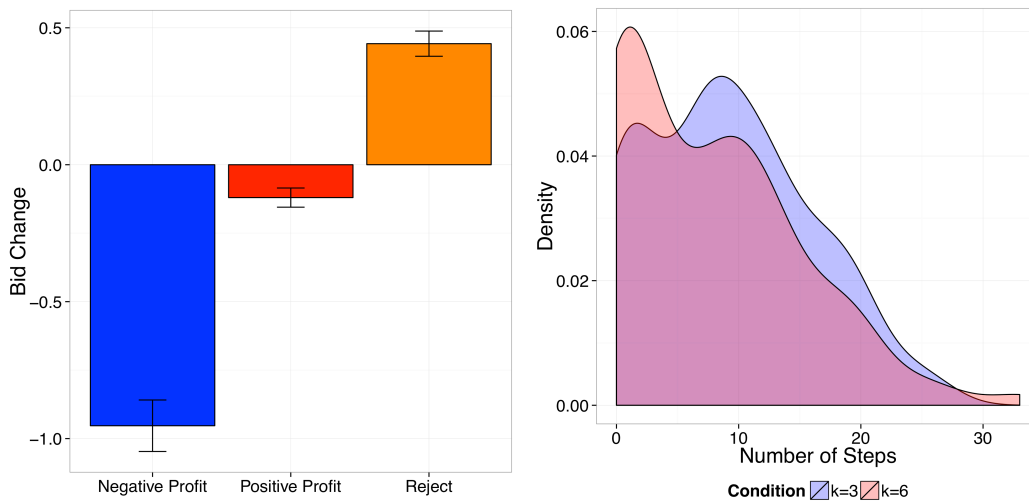 Bid Change
0.5
0.0
−0.5
−1.0
Negative Profit Positive Profit Reject
Density
0.06
0.04
0.02
0.00
0 10 20 30
Number of Steps
Condition k=3 k=6